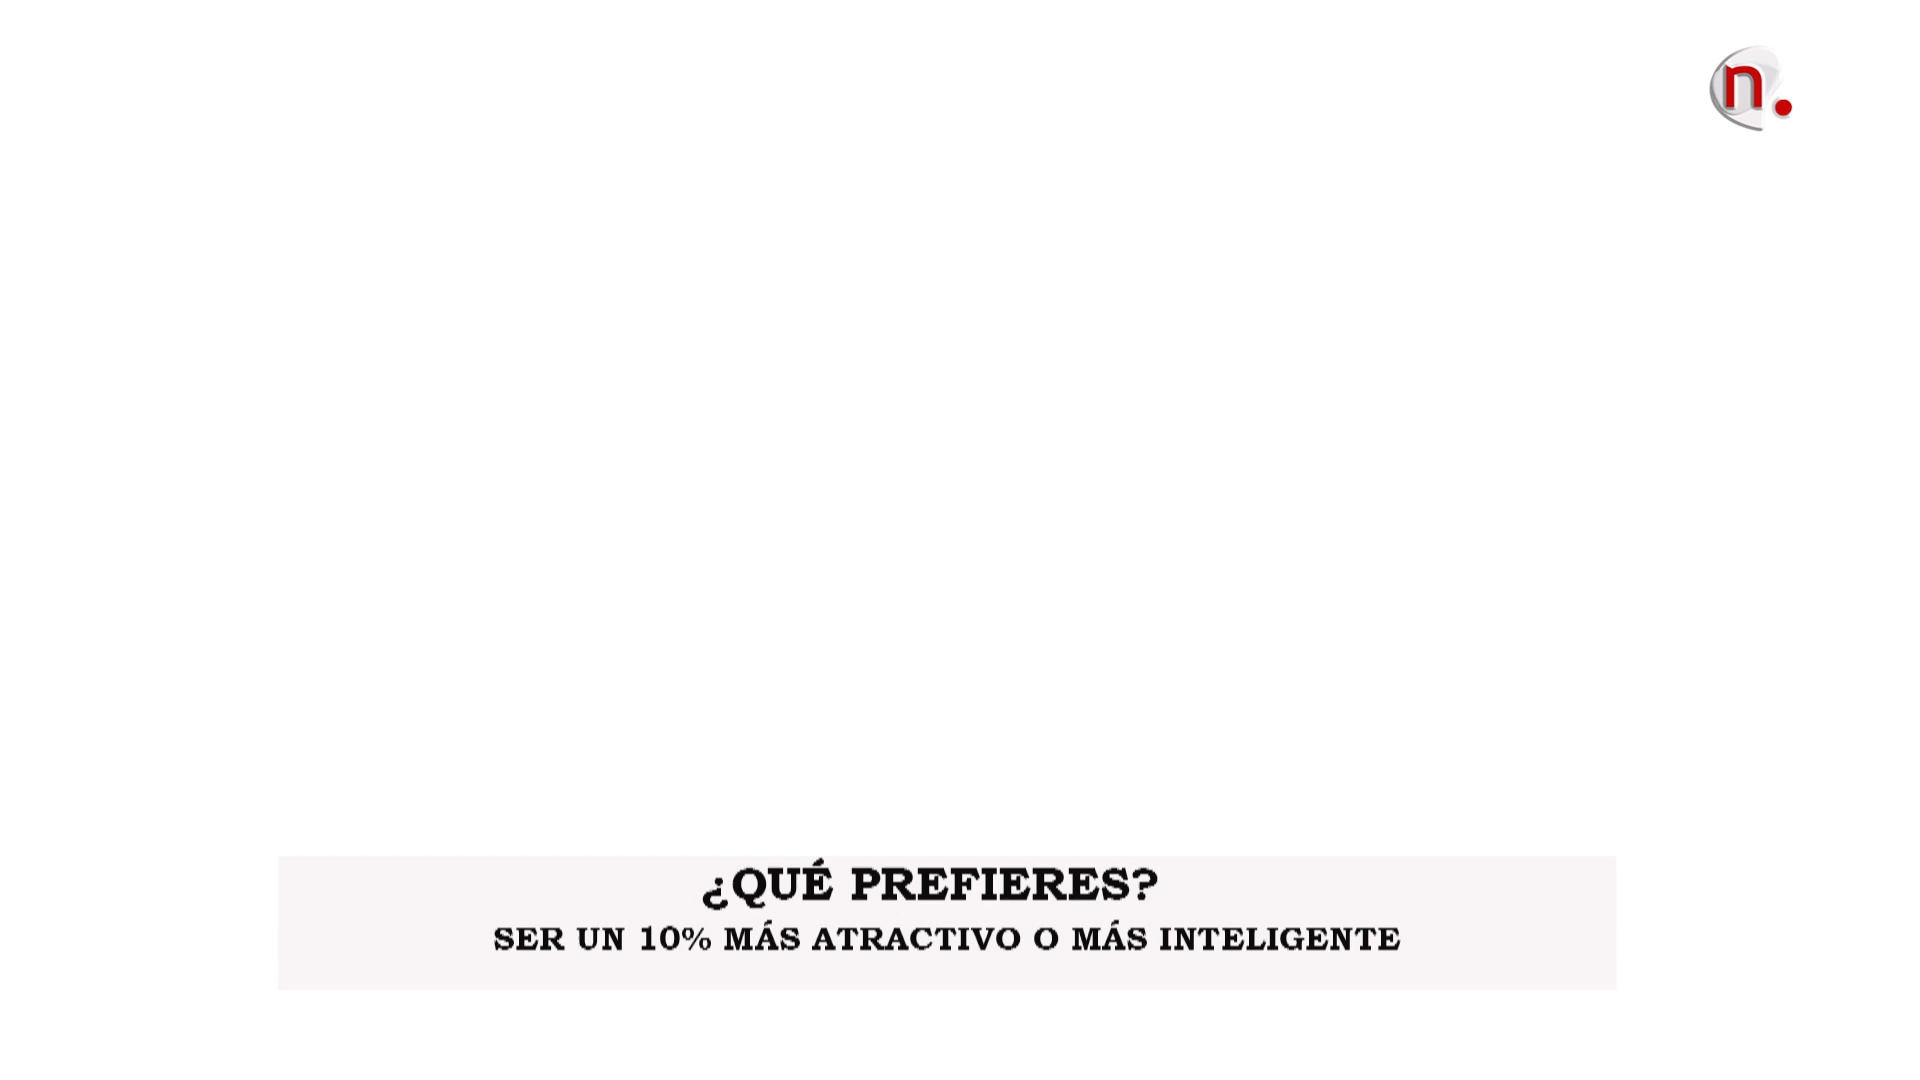 n.
¿QUÉ PREFIERES?
SER UN 10% MÁS ATRACTIVO O MÁS INTELIGENTE